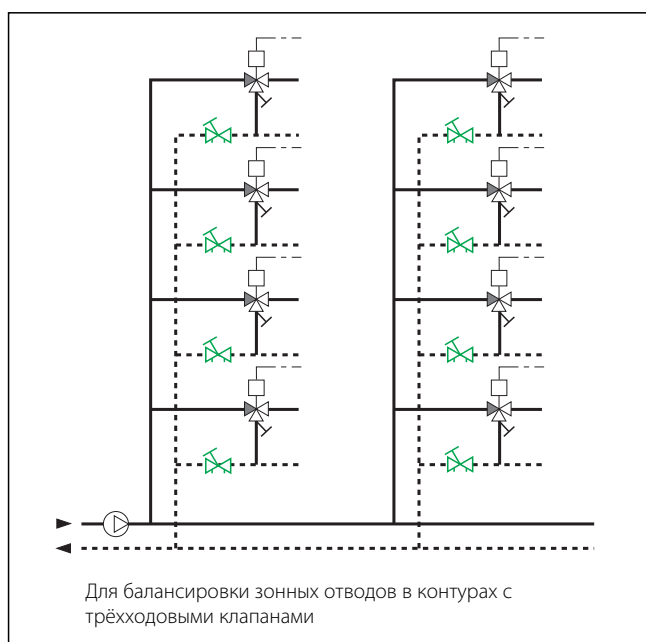 Для балансировки зонных отводов в контурах с
трёхходовыми клапанами